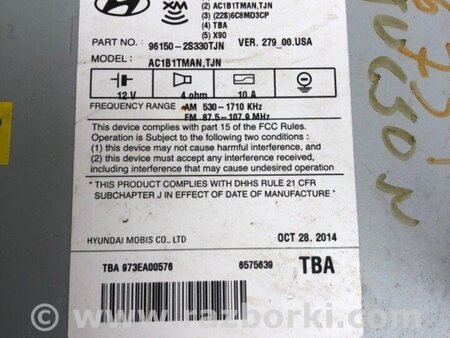 (2) AC1B1TMAN,TJN
XM
(3) (22S)6C8MD3CP
(4) TBA
(5) X90
PART NO. 96150-2S330TJN VER. 279_00.USA
MODEL : AC1B1TMAN,TJN
12 V 4 ohm 10 A
FREQUENCY RANGE AM 530-1710 KHz
FM 87.5-107.9 MHz
This device complies with part 15 of the FCC Rules.
Operation is Subject to the following two conditions :
(1) this device may not cause harmful interference, and
(2) this device must accept any interference received,
including interference that may cause undesired operation
* THIS PRODUCT COMPLIES WITH DHHS RULE 21 CFR
SUBCHAPTER J IN EFFECT OF DATE OF MANUFACTURE *
HYUNDAI MOBIS CO., LTD OCT 28. 2014
TBA 973EA00576 6575639 TBA
© www.razborki.com